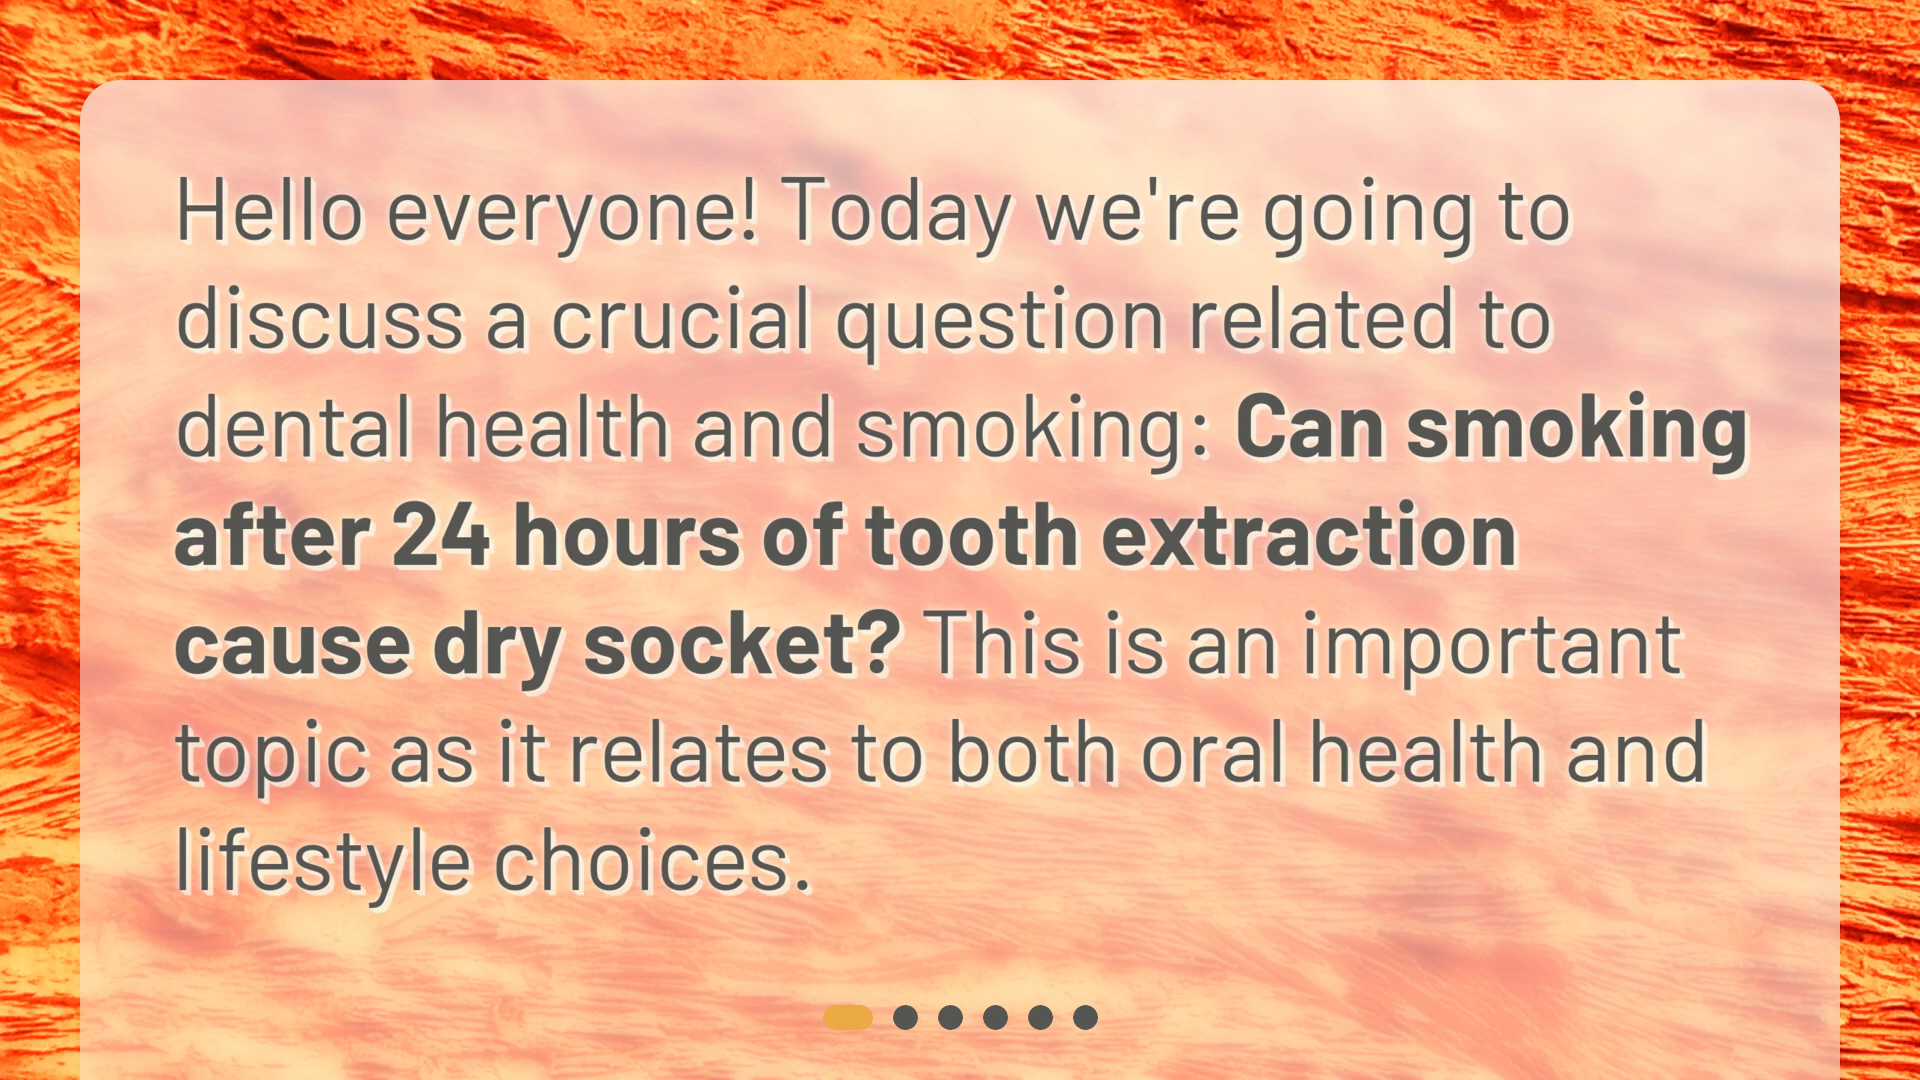 Hello everyone! Today we're going to
discuss a crucial question related to
dental health and smoking: Can smoking
after 24 hours of tooth extraction
cause dry socket? This is an important
topic as it relates to both oral health and
lifestyle choices.